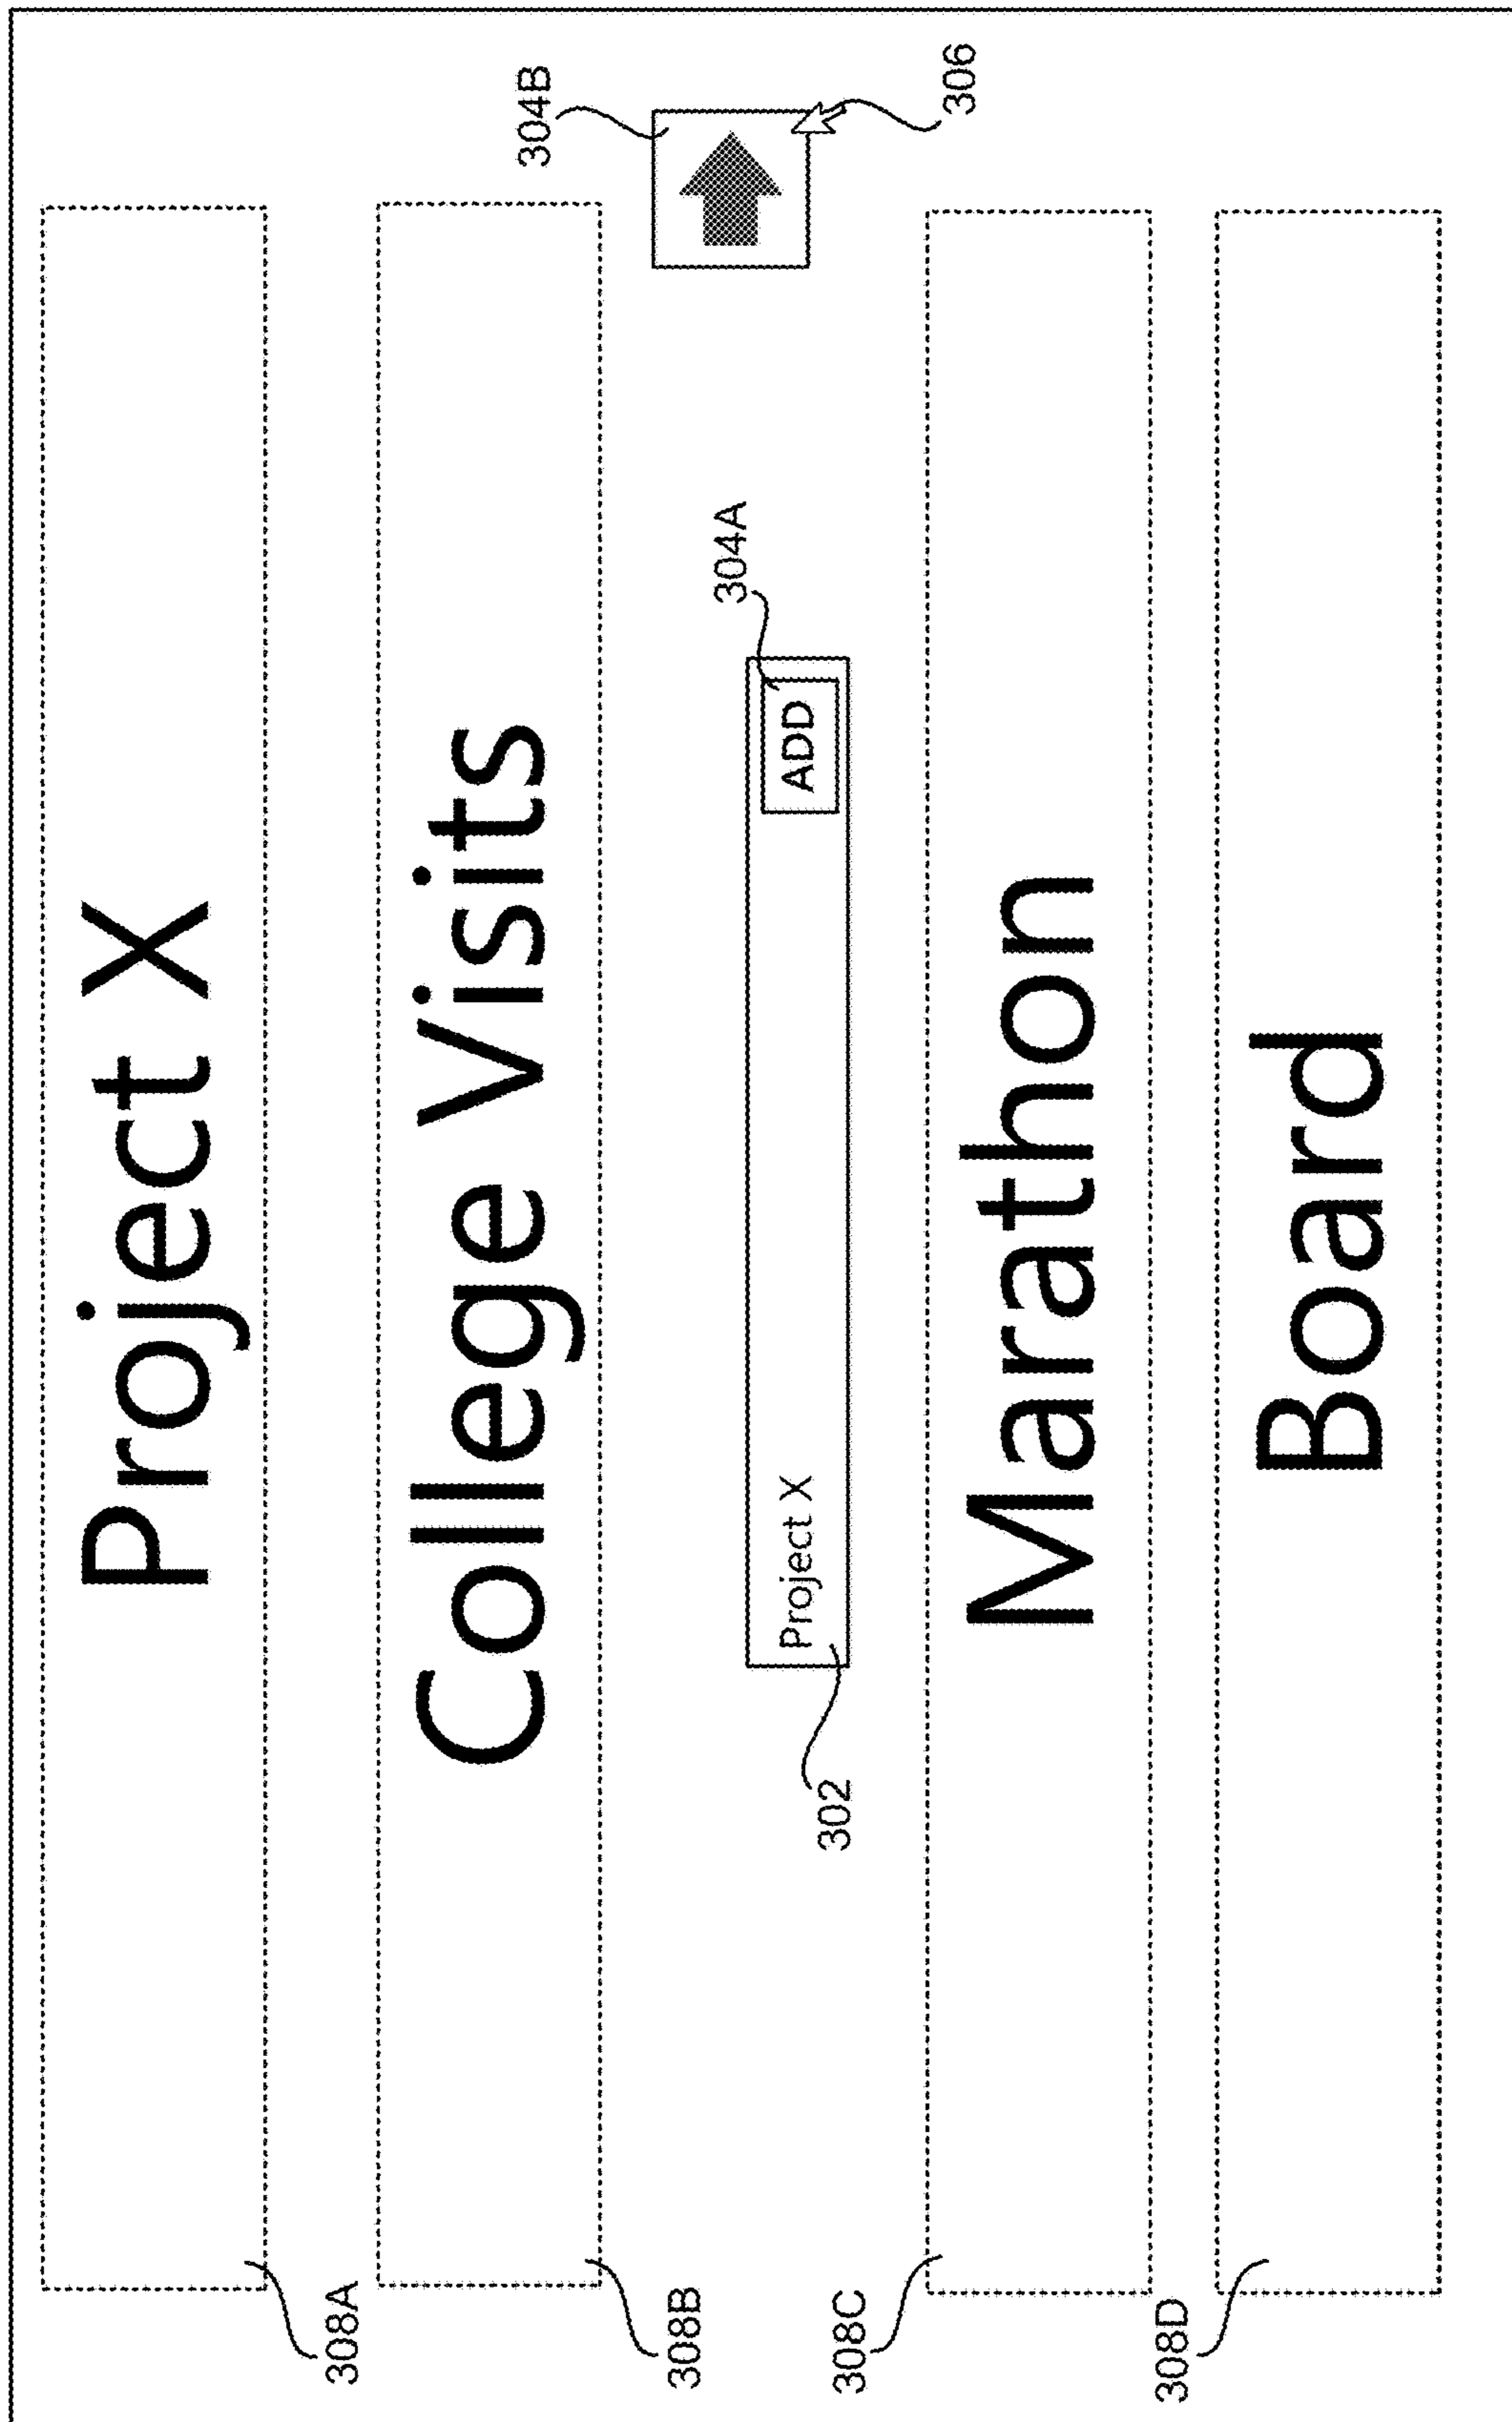 Project X
308A
College Visits
308B
304B
304A
Project X
ADD
302
306
308C
Marathon
308D
Board